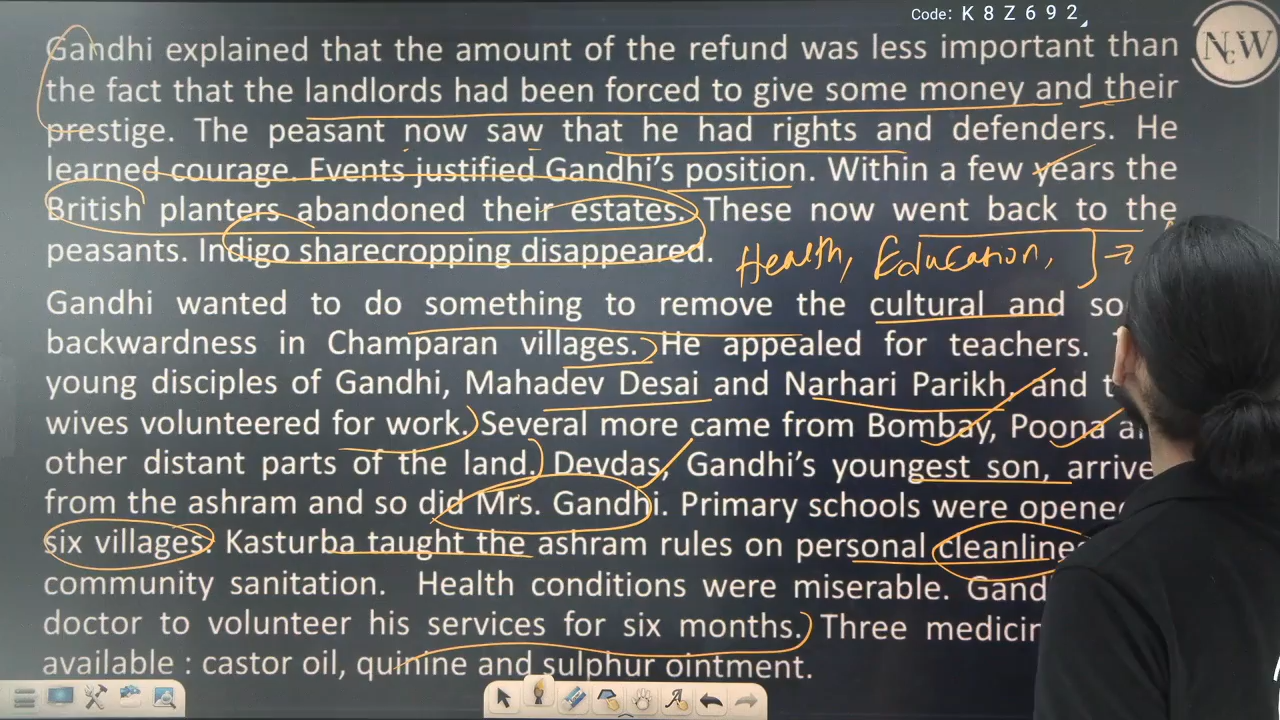 Code: K8Z692
NCW
Gandhi explained that the amount of the refund was less important than
the fact that the landlords had been forced to give some money and their
prestige. The peasant now saw that he had rights and defenders. He
learned courage. Events justified Gandhi's position. Within a few years the
British planters abandoned their estates. These now went back to the
peasants. Indigo sharecropping disappeared.
Health, Education,
Gandhi wanted to do something to remove the cultural and so
backwardness in Champaran villages. He appealed for teachers.
young disciples of Gandhi, Mahadev Desai and Narhari Parikh, and t
wives volunteered for work. Several more came from Bombay, Poona a
other distant parts of the land. Devdas, Gandhi's youngest son, arrive
from the ashram and so did Mrs. Gandhi. Primary schools were opene
six villages. Kasturba taught the ashram rules on personal cleanline
community sanitation. Health conditions were miserable. Gand
doctor to volunteer his services for six months. Three medicin
available : castor oil, quinine and sulphur ointment.